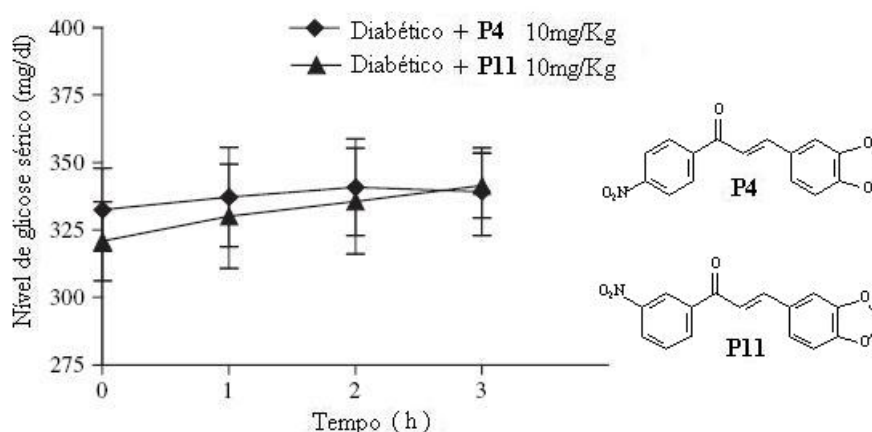 Diabético + P4 10mg/Kg
Diabético + P11 10mg/Kg
Nível de glicose sérico (mg/dl)
400
375
350
325
300
275
0
1
2
3
Tempo ( h )
O
O₂N
O
O
P4
O
O₂N
O
O
P11